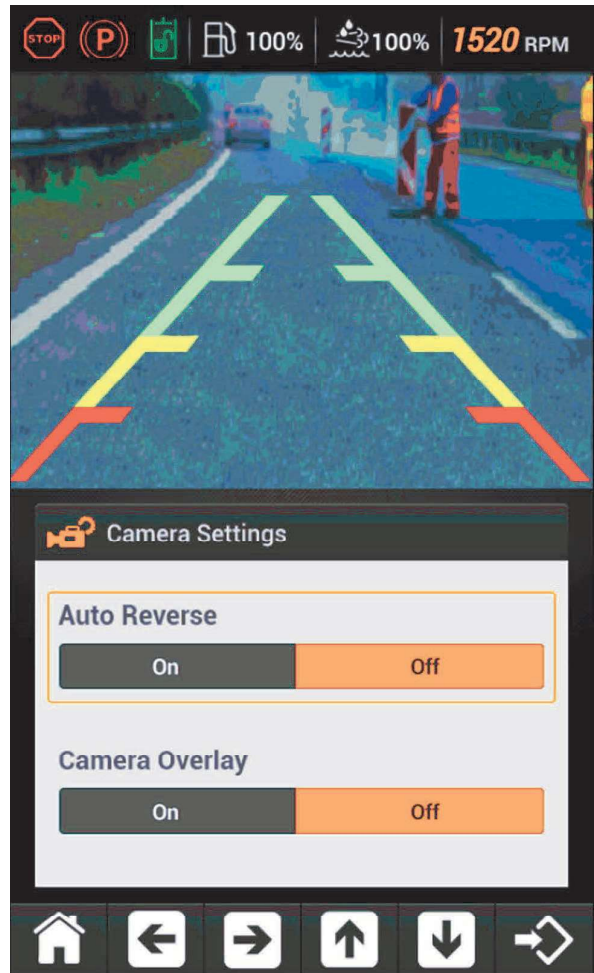 STOP P 100% 100% 1520 RPM
Camera Settings
Auto Reverse
On Off
Camera Overlay
On Off